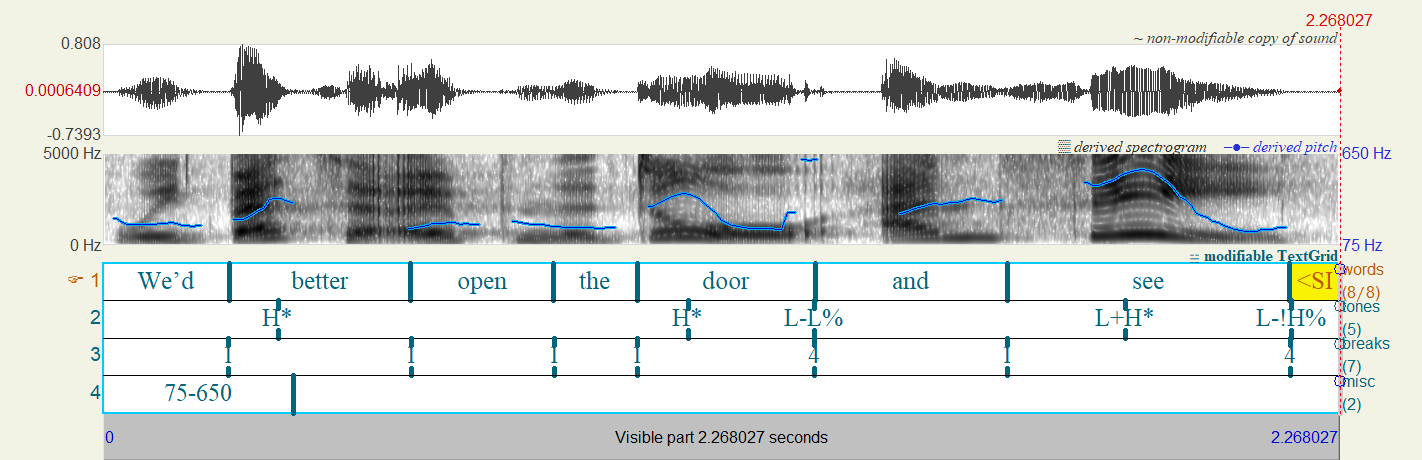 2.268027
~ non-modifiable copy of sound
0.808
0.0006409
-0.7393
derived spectrogram derived pitch
5000 Hz 650 Hz
0 Hz 75 Hz
modifiable TextGrid
1 We'd better open the door and see <SI words (8/8)
2 H* H* L-L% L+H* L-!H% tones (5)
3 1 1 1 1 4 1 4 breaks (7)
4 75-650 misc (2)
0 Visible part 2.268027 seconds 2.268027